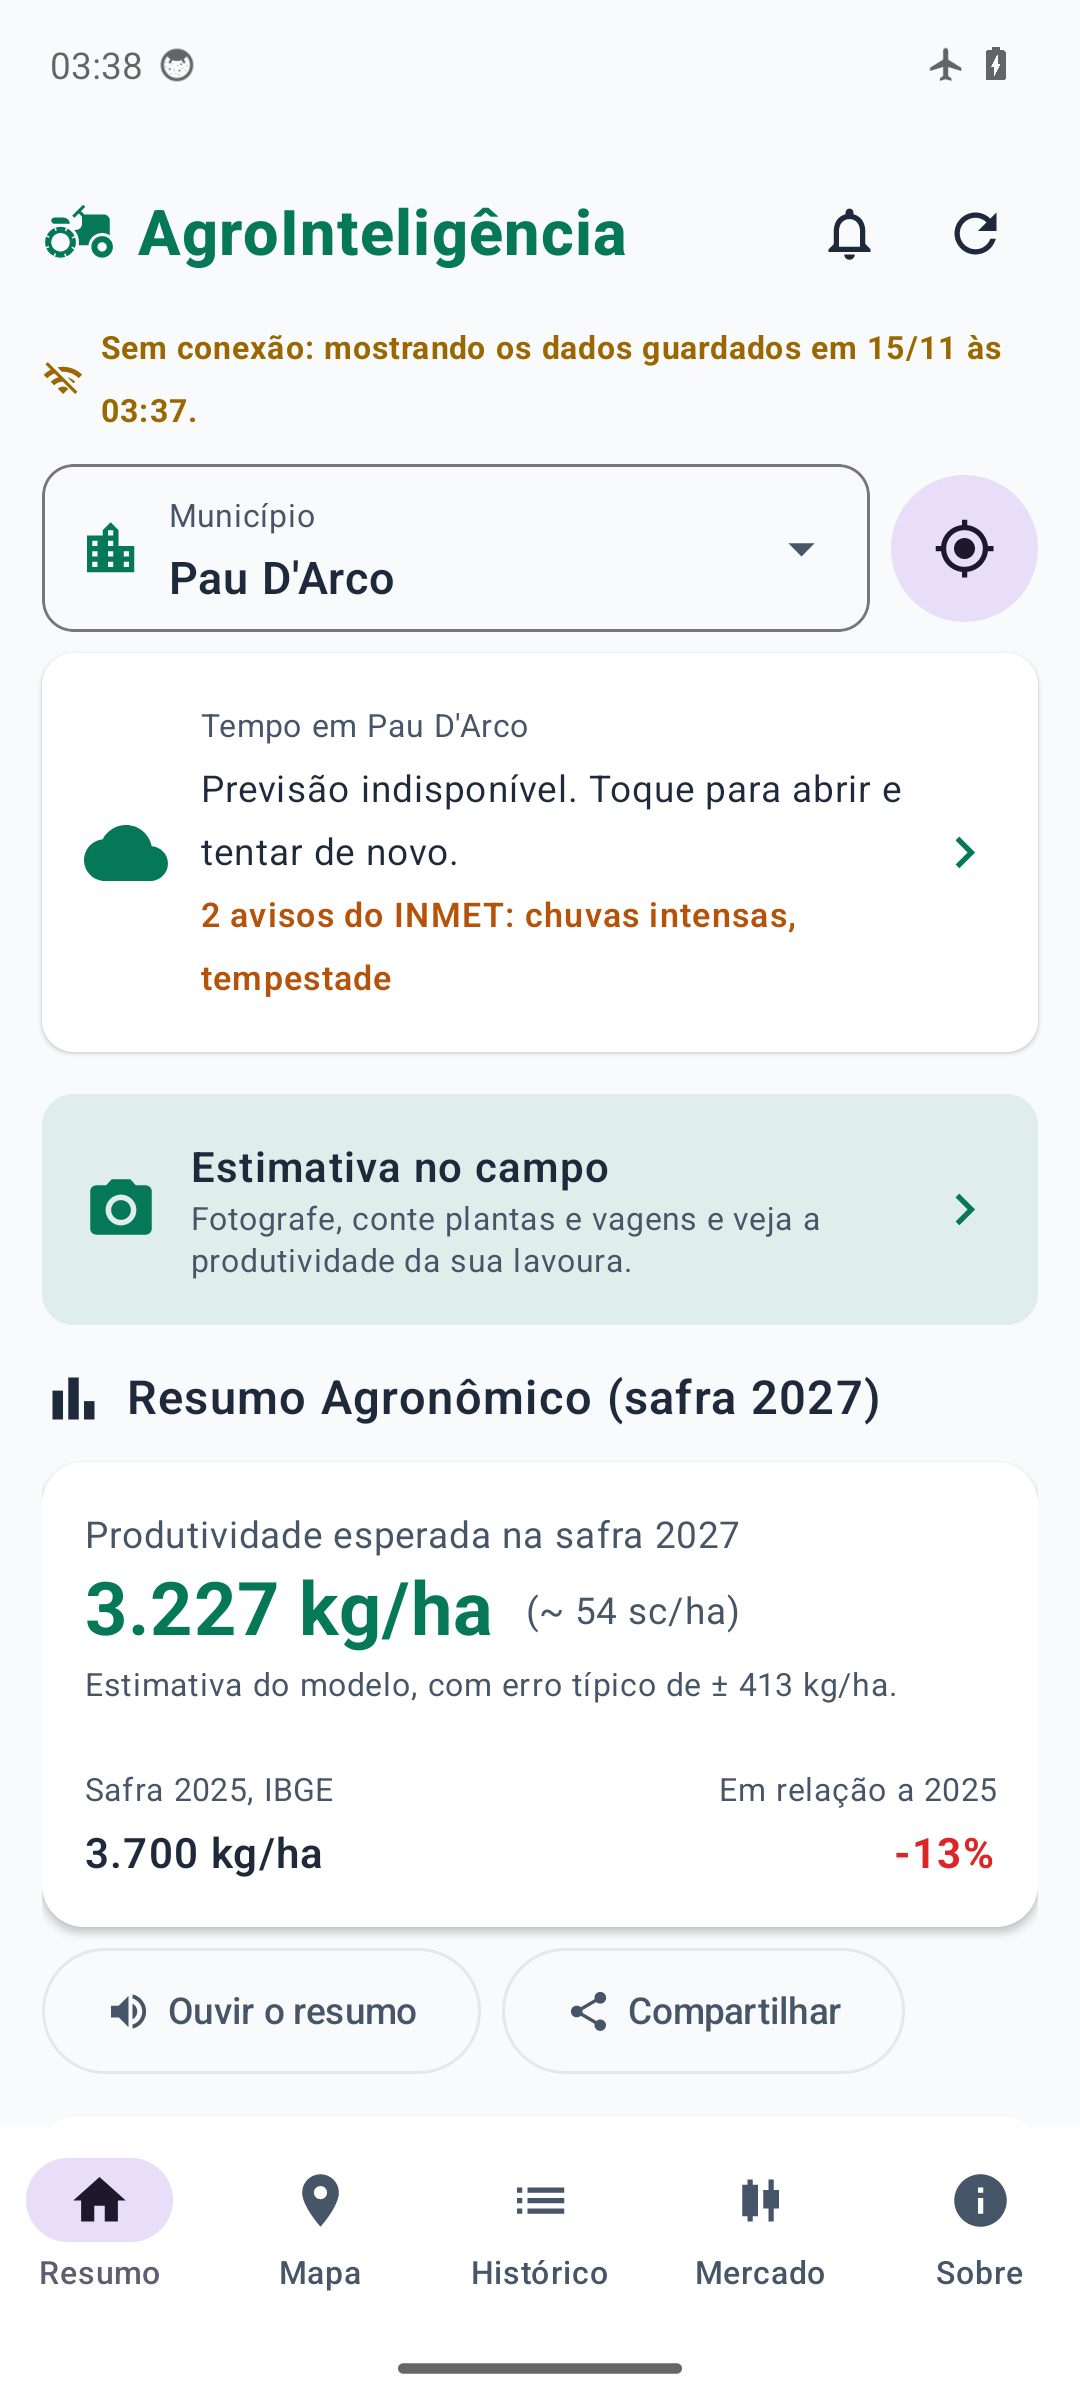 03:38
AgroInteligência
Sem conexão: mostrando os dados guardados em 15/11 às
03:37.
Município
Pau D'Arco
Tempo em Pau D'Arco
Previsão indisponível. Toque para abrir e
tentar de novo.
2 avisos do INMET: chuvas intensas,
tempestade
Estimativa no campo
Fotografe, conte plantas e vagens e veja a
produtividade da sua lavoura.
Resumo Agronômico (safra 2027)
Produtividade esperada na safra 2027
3.227 kg/ha (~ 54 sc/ha)
Estimativa do modelo, com erro típico de ± 413 kg/ha.
Safra 2025, IBGE Em relação a 2025
3.700 kg/ha -13%
Ouvir o resumo Compartilhar
Resumo Mapa Histórico Mercado Sobre